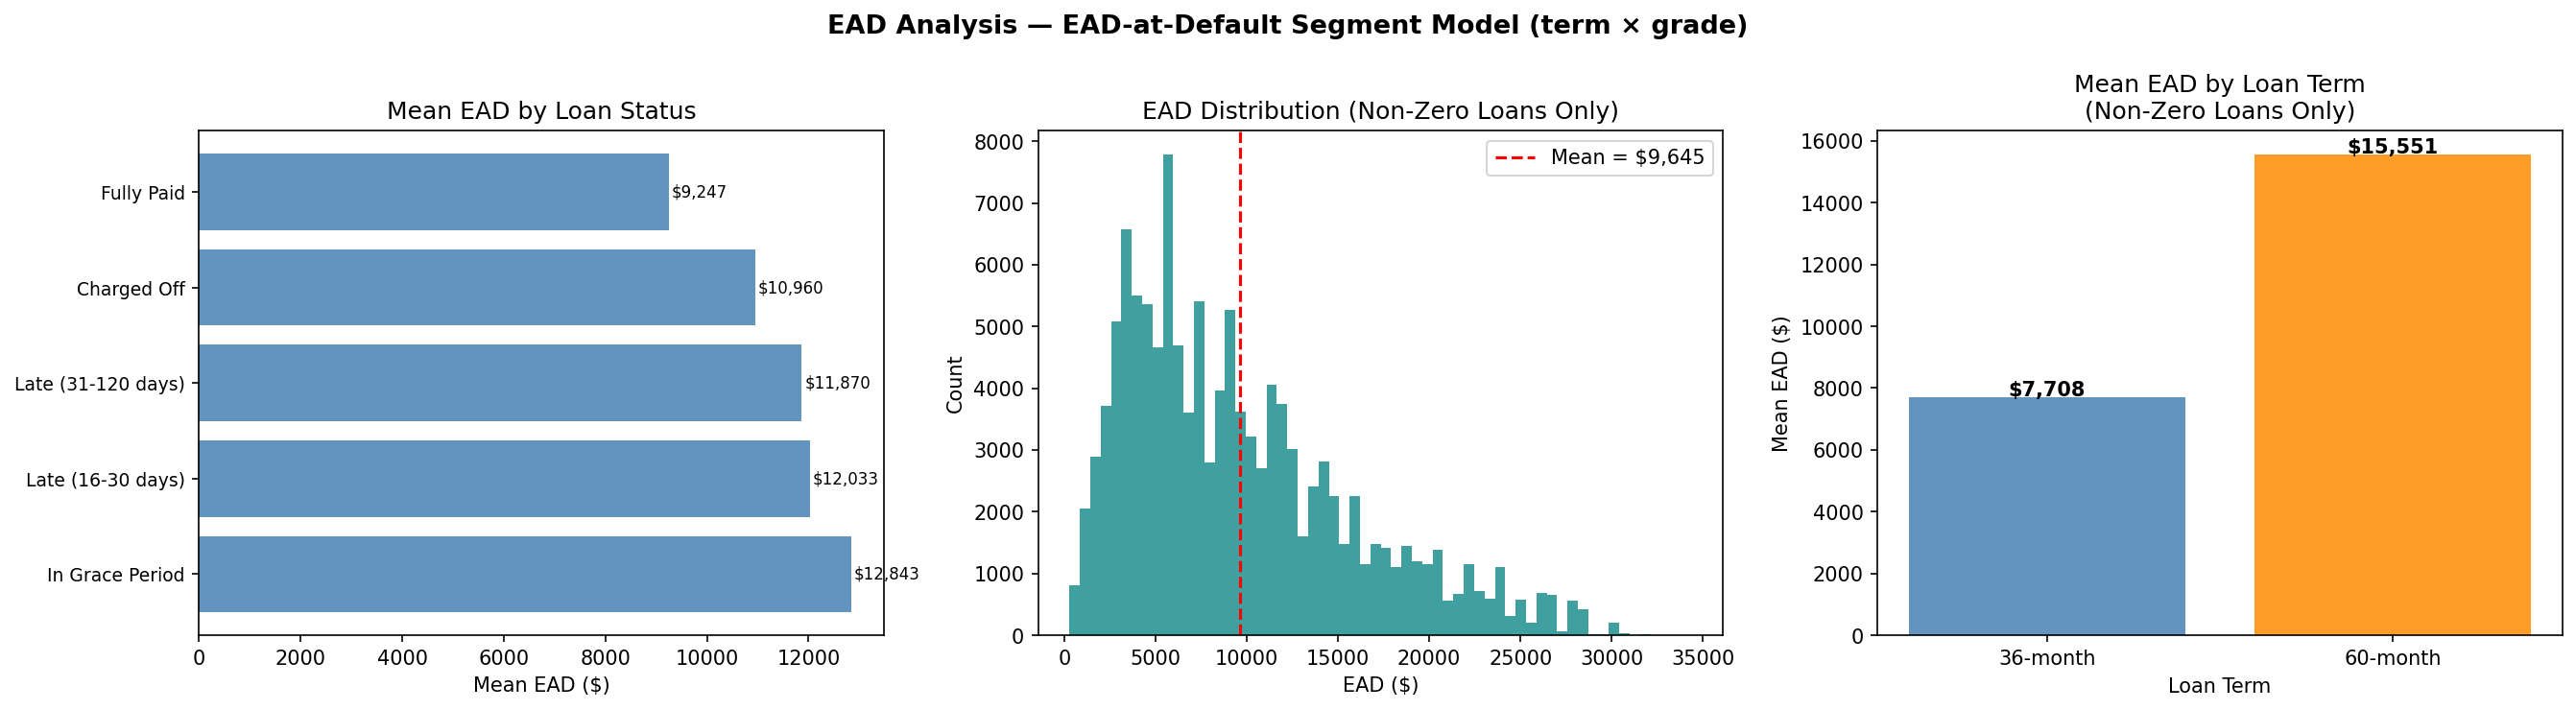 EAD Analysis — EAD-at-Default Segment Model (term × grade)
Mean EAD by Loan Status
Fully Paid
$9,247
Charged Off
$10,960
Late (31-120 days)
$11,870
Late (16-30 days)
$12,033
In Grace Period
$12,843
0 2000 4000 6000 8000 10000 12000
Mean EAD ($)
EAD Distribution (Non-Zero Loans Only)
Mean = $9,645
8000
7000
6000
5000
4000
3000
2000
1000
0
Count
0 5000 10000 15000 20000 25000 30000 35000
EAD ($)
Mean EAD by Loan Term
(Non-Zero Loans Only)
16000
14000
12000
10000
8000
6000
4000
2000
0
Mean EAD ($)
$7,708
$15,551
36-month 60-month
Loan Term